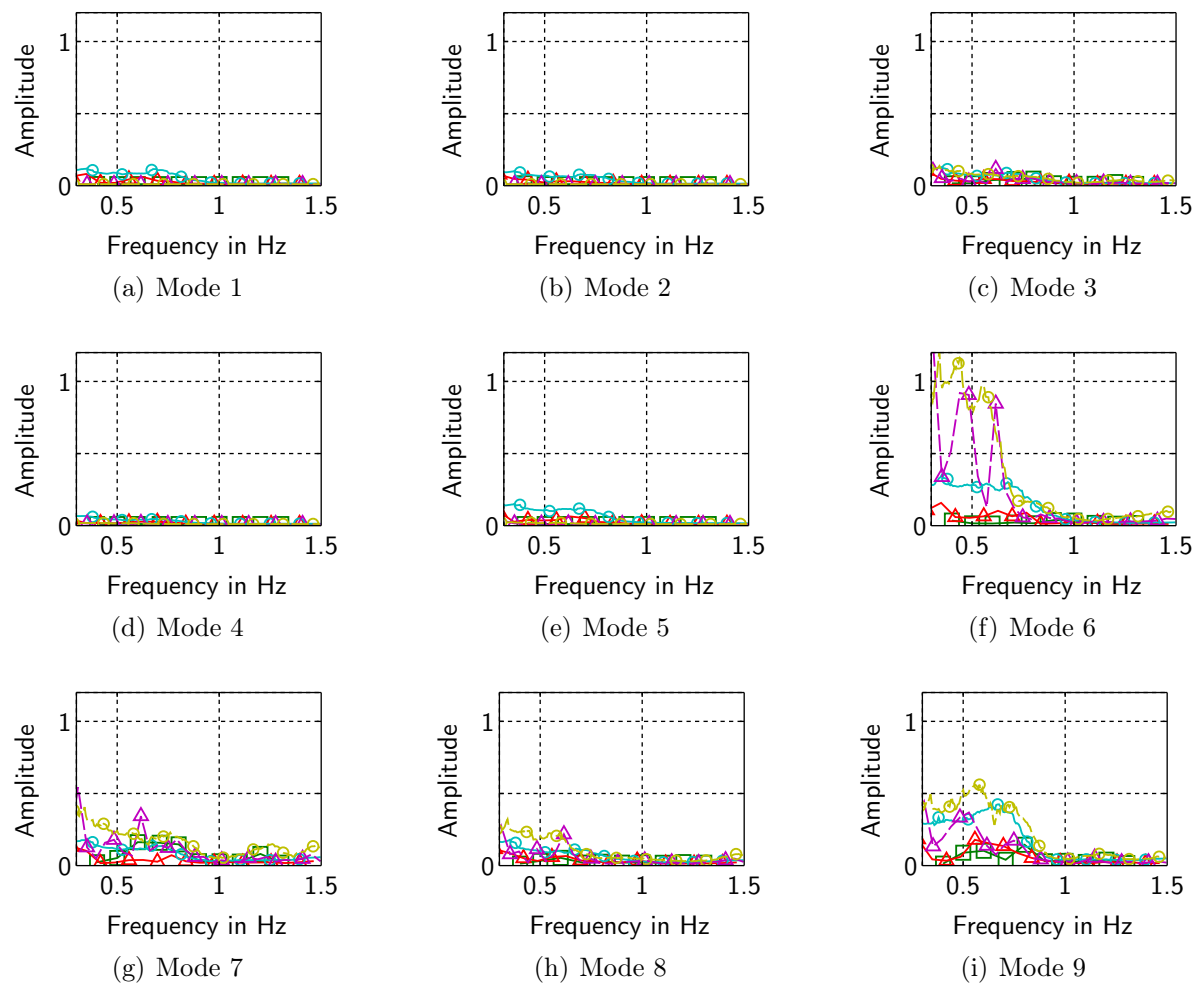 Amplitude
1
0
0.5
1
1.5
Frequency in Hz
(a) Mode 1
Amplitude
1
0
0.5
1
1.5
Frequency in Hz
(b) Mode 2
Amplitude
1
0
0.5
1
1.5
Frequency in Hz
(c) Mode 3
Amplitude
1
0
0.5
1
1.5
Frequency in Hz
(d) Mode 4
Amplitude
1
0
0.5
1
1.5
Frequency in Hz
(e) Mode 5
Amplitude
1
0
0.5
1
1.5
Frequency in Hz
(f) Mode 6
Amplitude
1
0
0.5
1
1.5
Frequency in Hz
(g) Mode 7
Amplitude
1
0
0.5
1
1.5
Frequency in Hz
(h) Mode 8
Amplitude
1
0
0.5
1
1.5
Frequency in Hz
(i) Mode 9